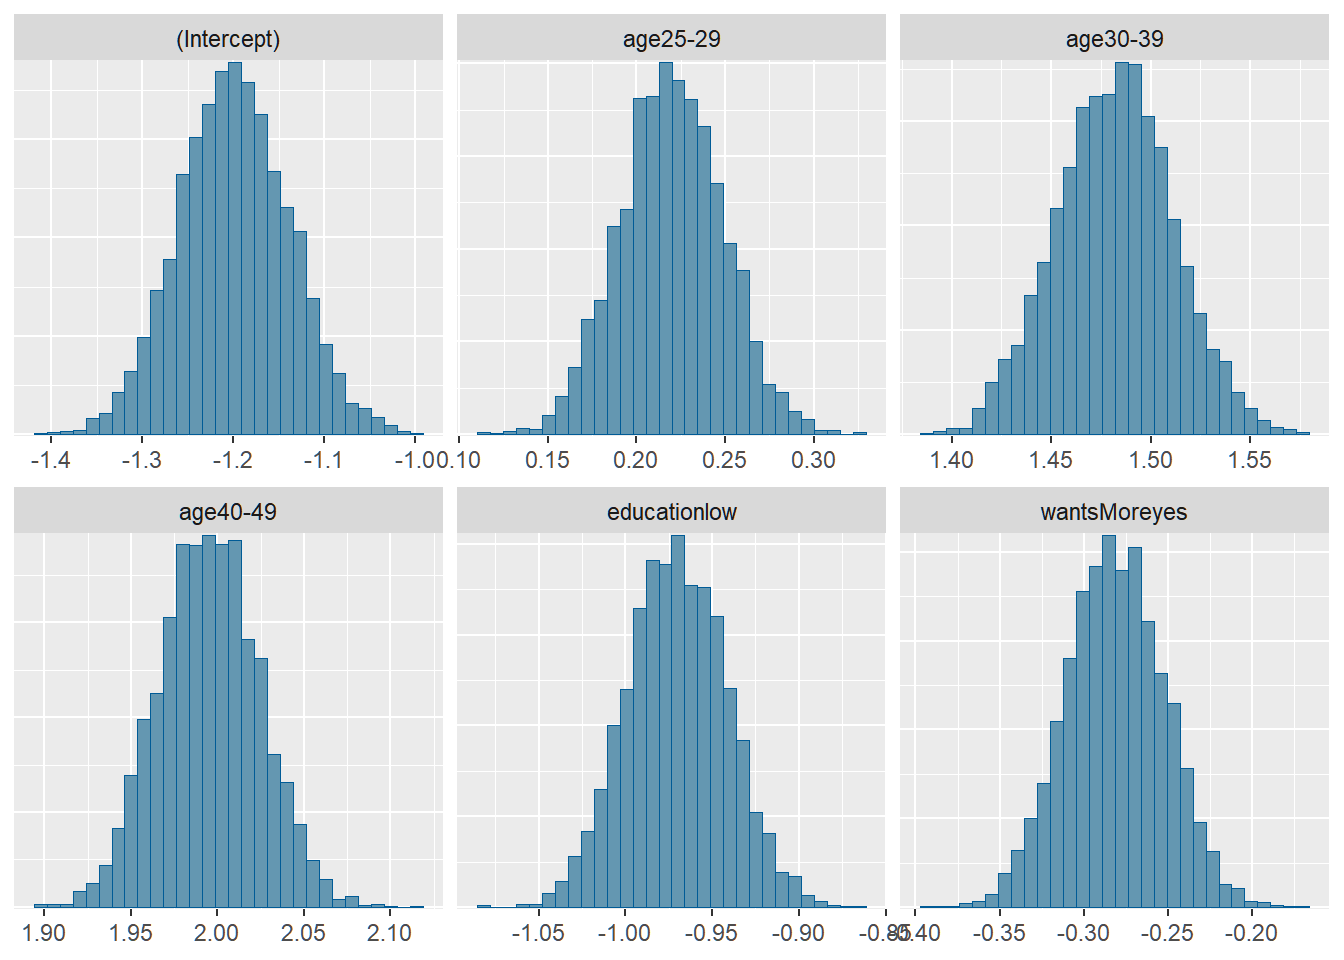 (Intercept) age25-29 age30-39
-1.4 -1.3 -1.2 -1.1 -1.00 0.10 0.15 0.20 0.25 0.30 1.40 1.45 1.50 1.55
age40-49 educationlow wantsMoreyes
1.90 1.95 2.00 2.05 2.10 -1.05 -1.00 -0.95 -0.90 -0.85 -0.40 -0.35 -0.30 -0.25 -0.20